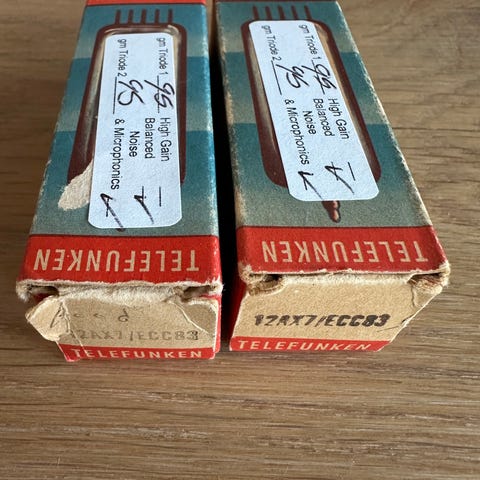 gm Triode 1 95
gm Triode 2 95
High Gain
Balanced
Noise
& Microphonics
TELEFUNKEN
12AX7/ECC83
TELEFUNKEN
gm Triode 1 95
gm Triode 2 95
High Gain
Balanced
Noise
& Microphonics
TELEFUNKEN
12AX7/ECC83
TELEFUNKEN